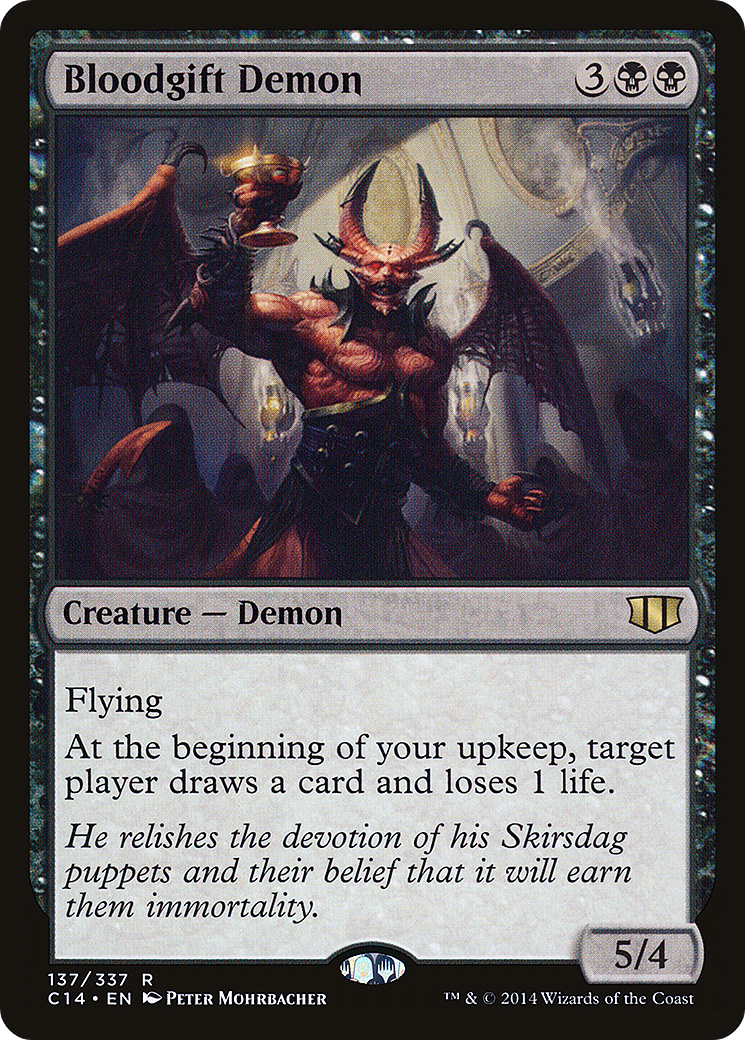 Bloodgift Demon 3
Creature — Demon
Flying
At the beginning of your upkeep, target
player draws a card and loses 1 life.
He relishes the devotion of his Skirsdag
puppets and their belief that it will earn
them immortality.
5/4
137/337 R
C14 • EN Peter Mohrbacher
™ & © 2014 Wizards of the Coast